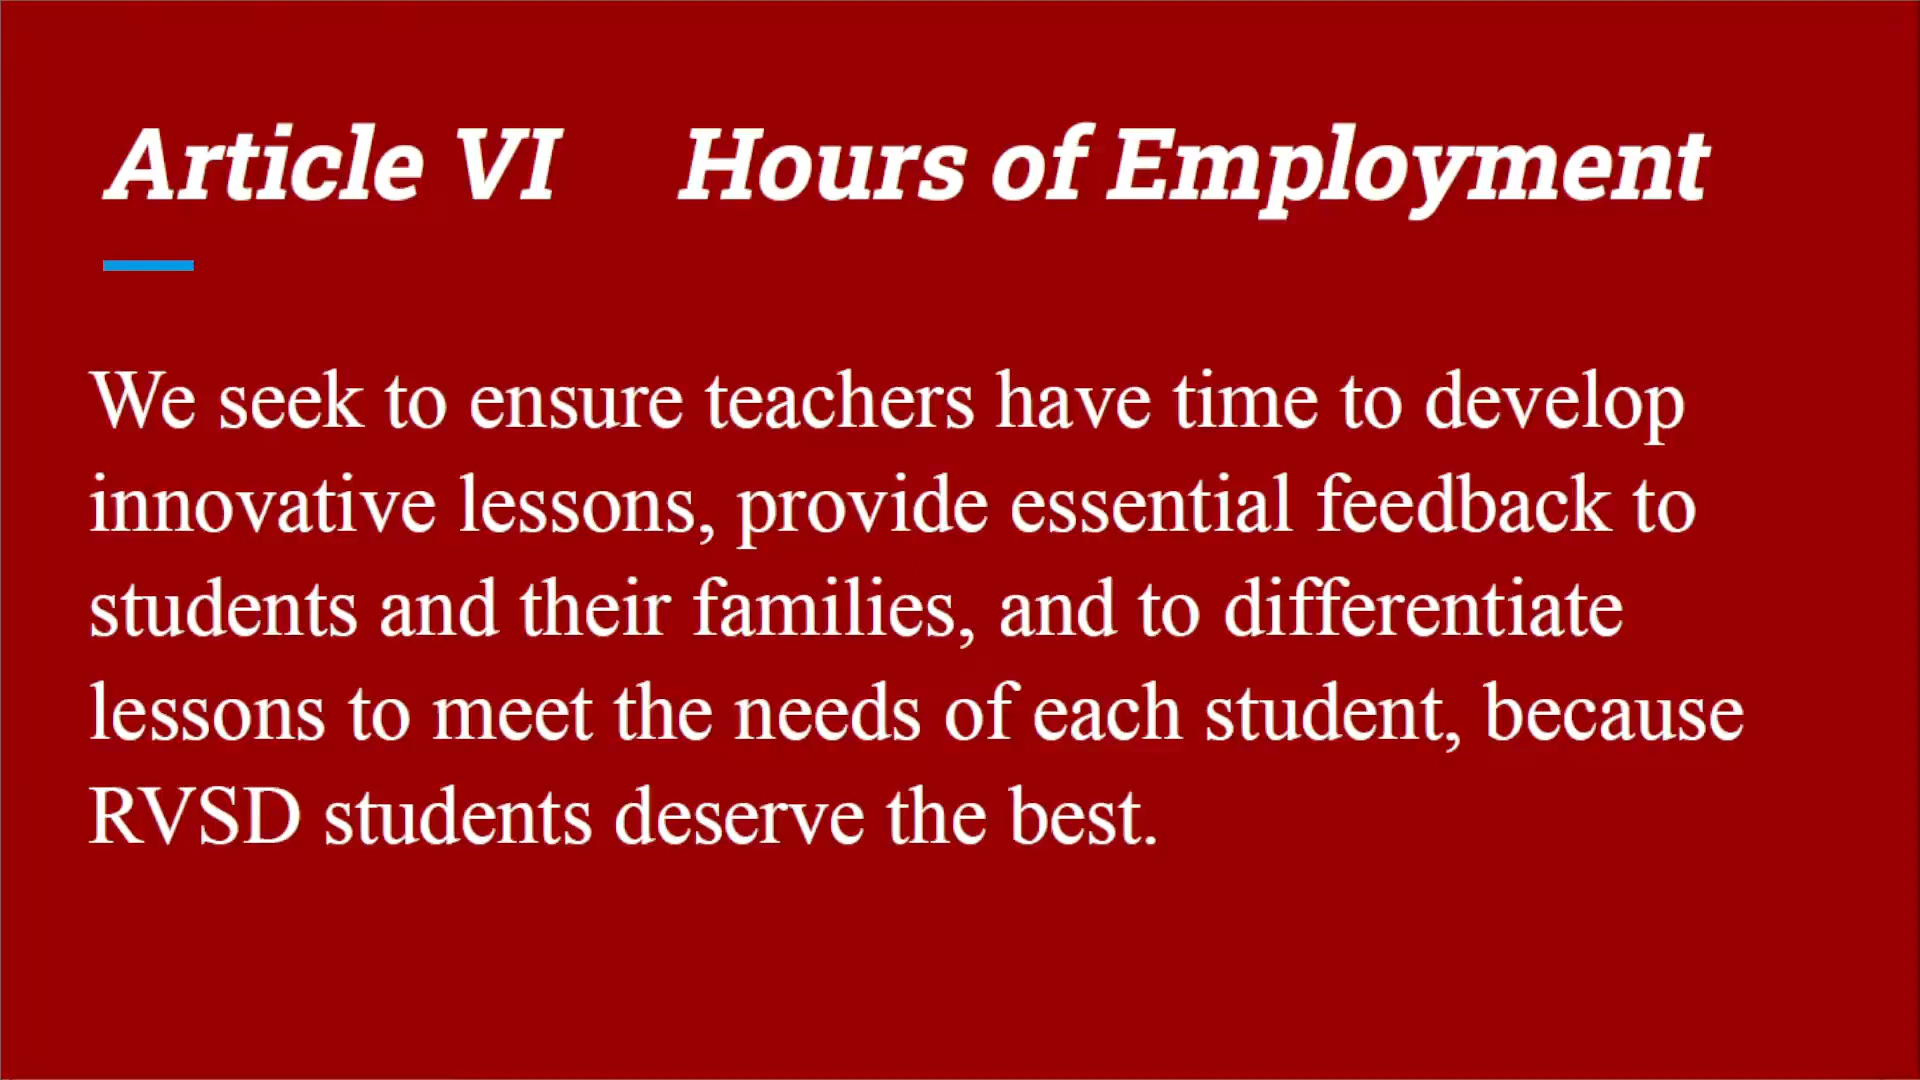 Article VI Hours of Employment
We seek to ensure teachers have time to develop
innovative lessons, provide essential feedback to
students and their families, and to differentiate
lessons to meet the needs of each student, because
RVSD students deserve the best.